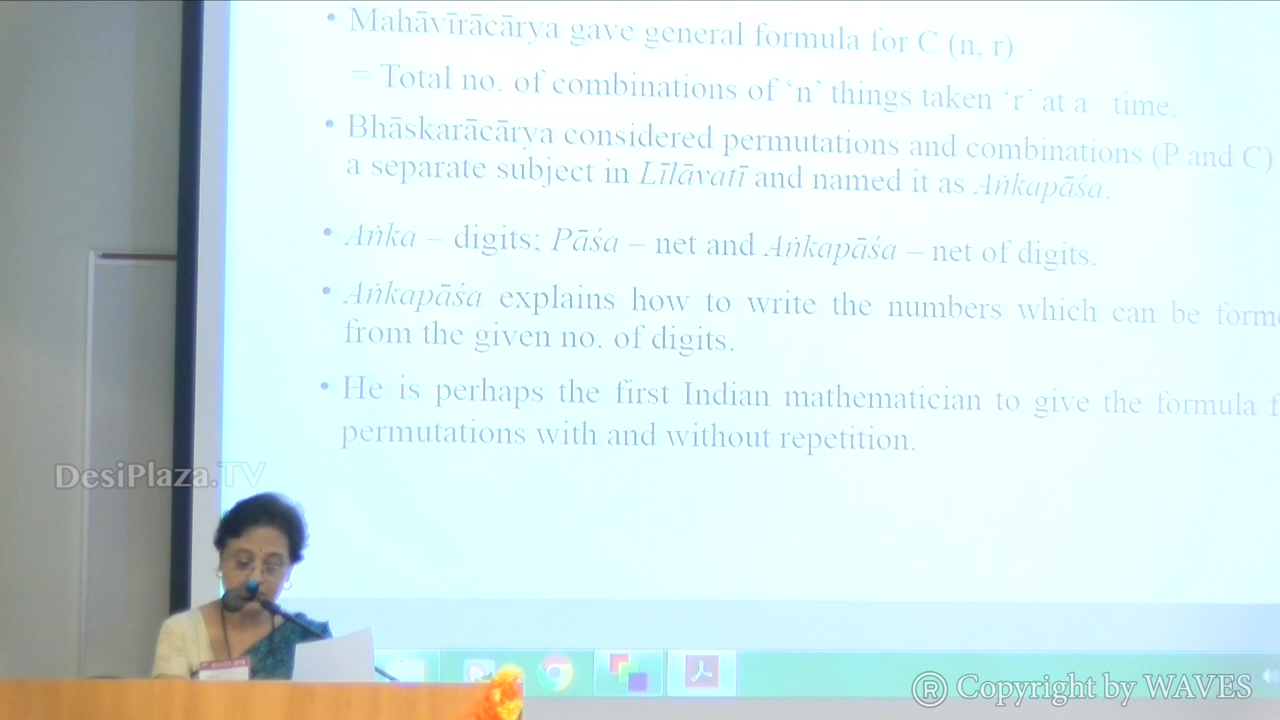 • Mahāvīrācārya gave general formula for C (n, r)
= Total no. of combinations of ‘n’ things taken ‘r’ at a time.
• Bhāskarācārya considered permutations and combinations (P and C)
a separate subject in Līlāvatī and named it as Aṅkapāśa.
• Aṅka – digits; Pāśa – net and Aṅkapāśa – net of digits.
• Aṅkapāśa explains how to write the numbers which can be form
from the given no. of digits.
• He is perhaps the first Indian mathematician to give the formula f
permutations with and without repetition.
DesiPlaza.TV
® Copyright by WAVES